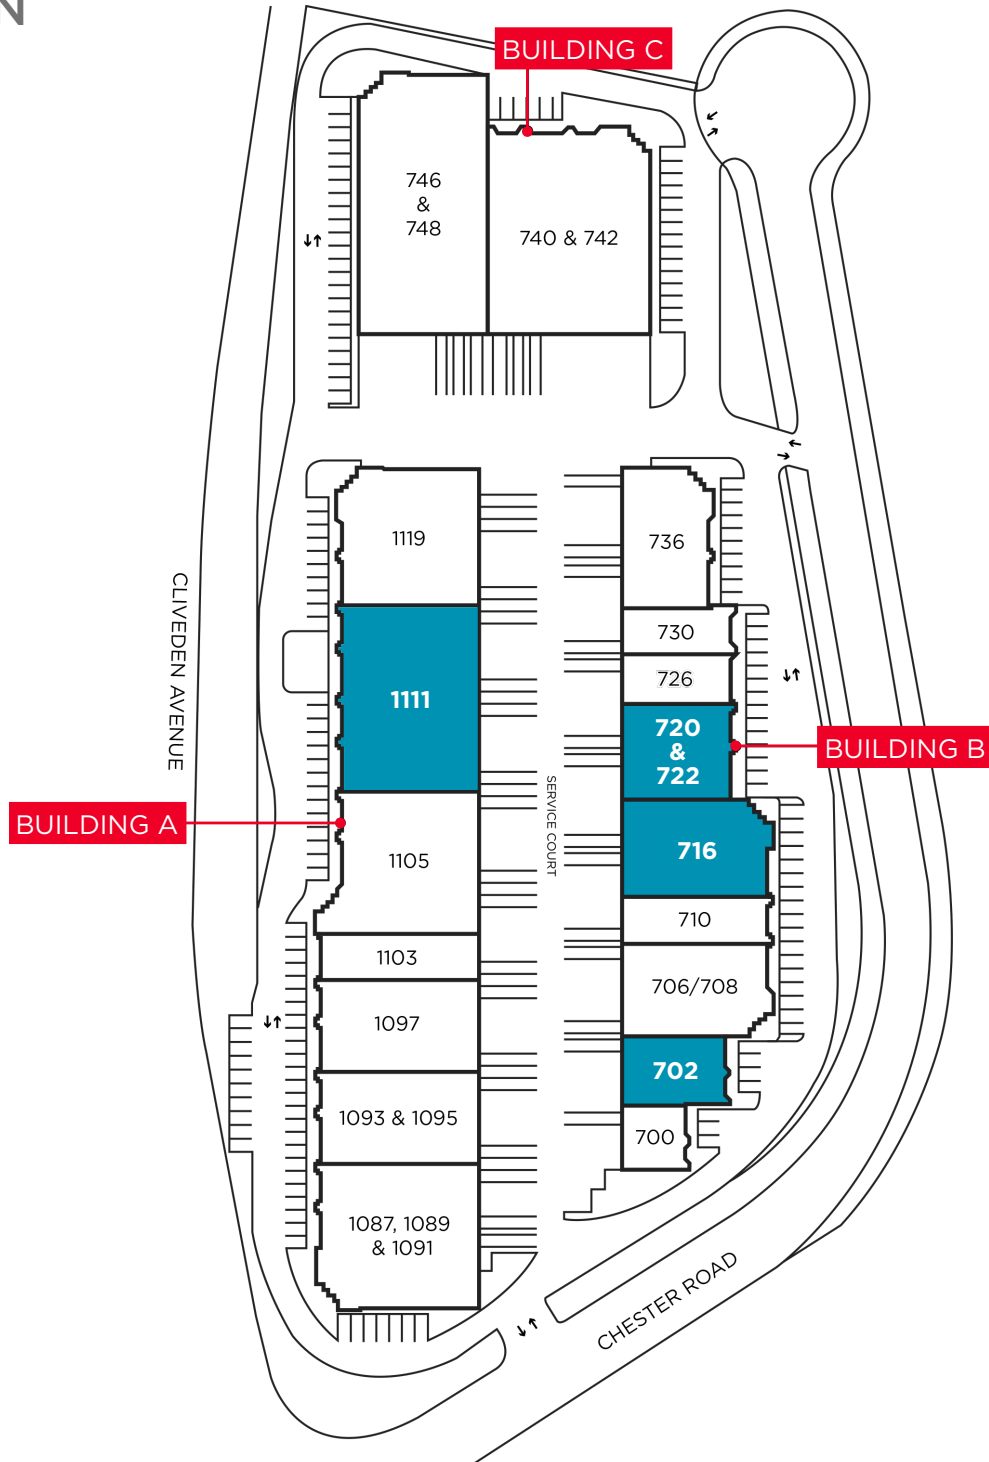 N
BUILDING C
746
&
748
740 & 742
1119
736
730
726
1111
720
&
722
BUILDING B
CLIVEDEN AVENUE
SERVICE COURT
BUILDING A
716
1105
710
1103
706/708
1097
702
1093 & 1095
700
1087, 1089
& 1091
CHESTER ROAD